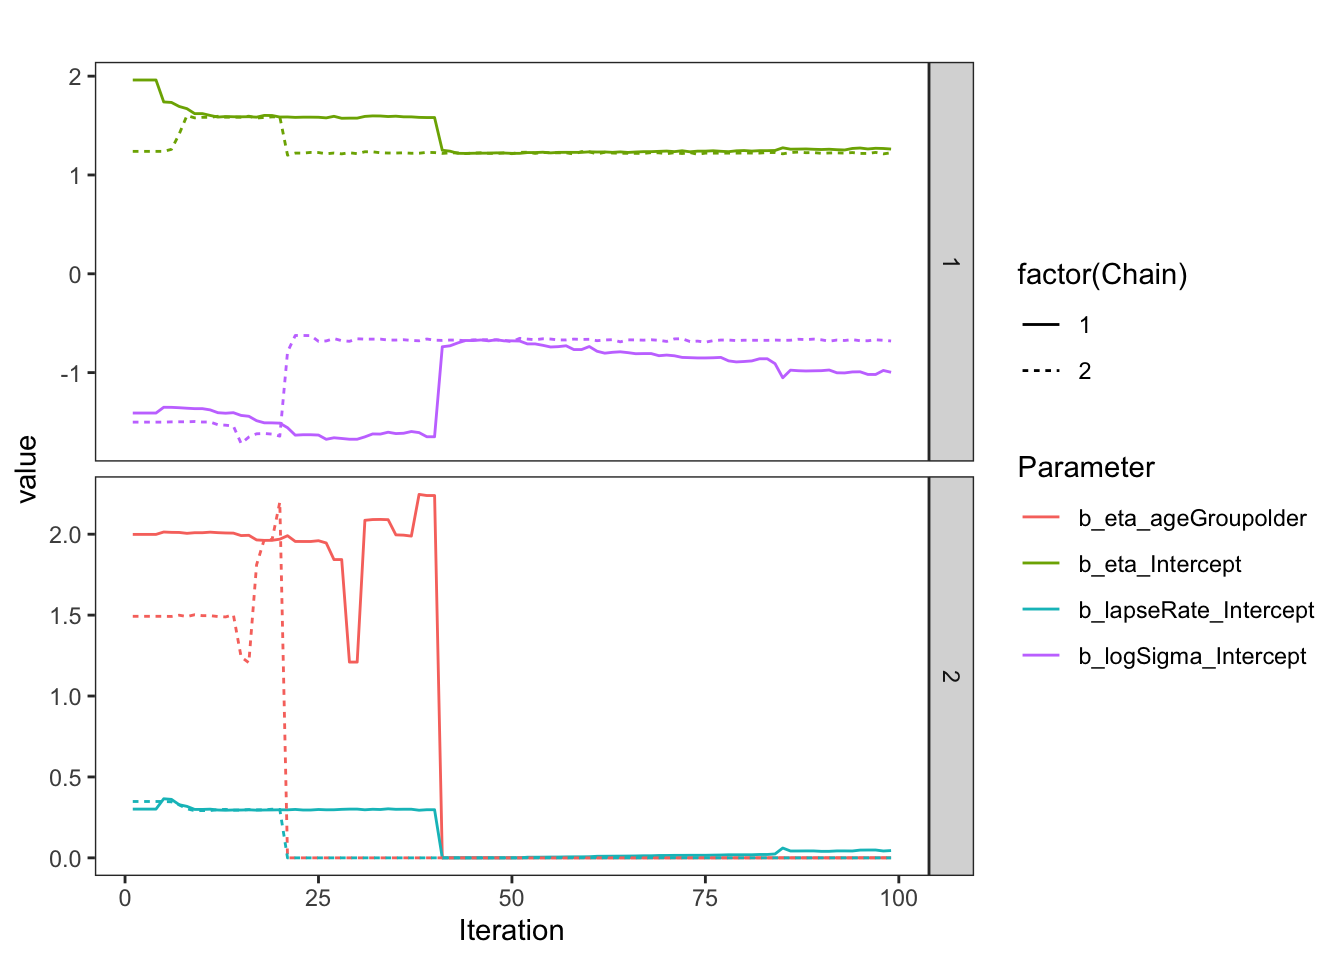 2
1
0
-1
1
2.0
1.5
1.0
0.5
0.0
2
0
25
50
75
100
Iteration
value
factor(Chain)
1
2
Parameter
b_eta_ageGroupolder
b_eta_Intercept
b_lapseRate_Intercept
b_logSigma_Intercept